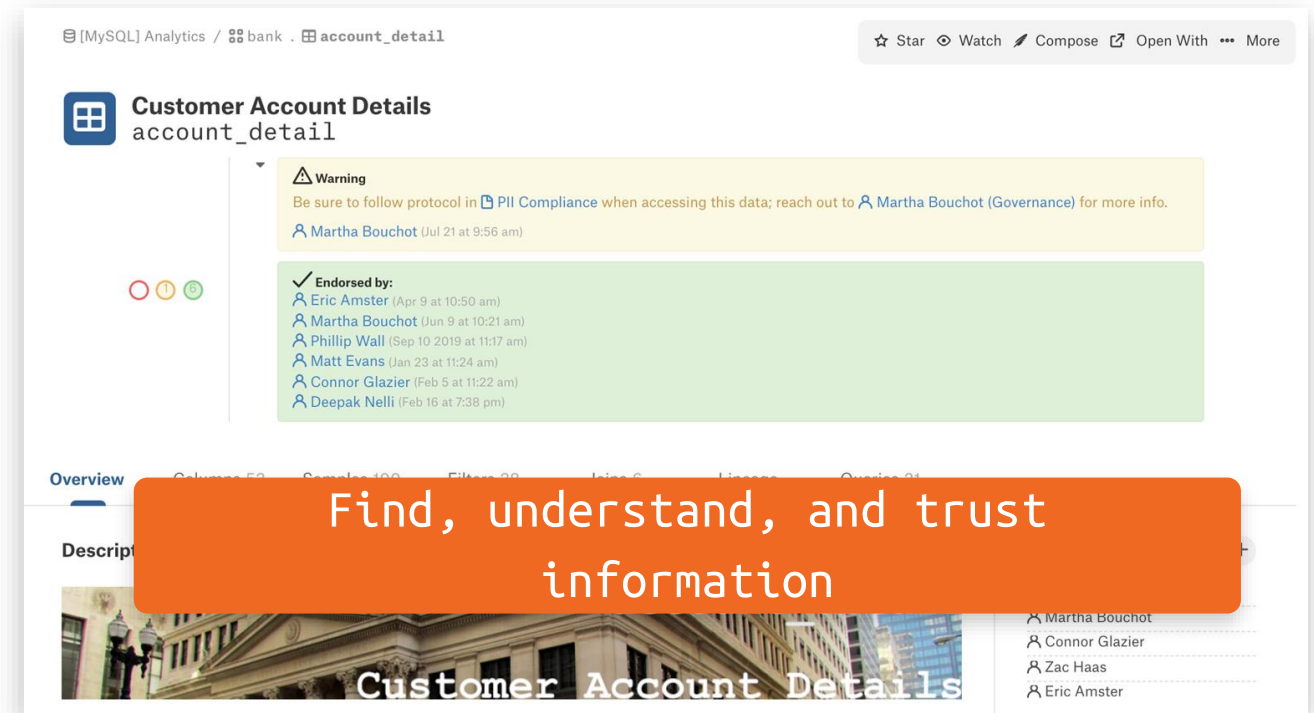 [MySQL] Analytics / bank . account_detail
Star Watch Compose Open With ••• More
Customer Account Details
account_detail
Warning
Be sure to follow protocol in PII Compliance when accessing this data; reach out to Martha Bouchot (Governance) for more info.
Martha Bouchot (Jul 21 at 9:56 am)
1 6
Endorsed by:
Eric Amster (Apr 9 at 10:50 am)
Martha Bouchot (Jun 9 at 10:21 am)
Phillip Wall (Sep 10 2019 at 11:17 am)
Matt Evans (Jan 23 at 11:24 am)
Connor Glazier (Feb 5 at 11:22 am)
Deepak Nelli (Feb 16 at 7:38 pm)
Overview
Find, understand, and trust
information
Descript
Customer Account Details
Martha Bouchot
Connor Glazier
Zac Haas
Eric Amster